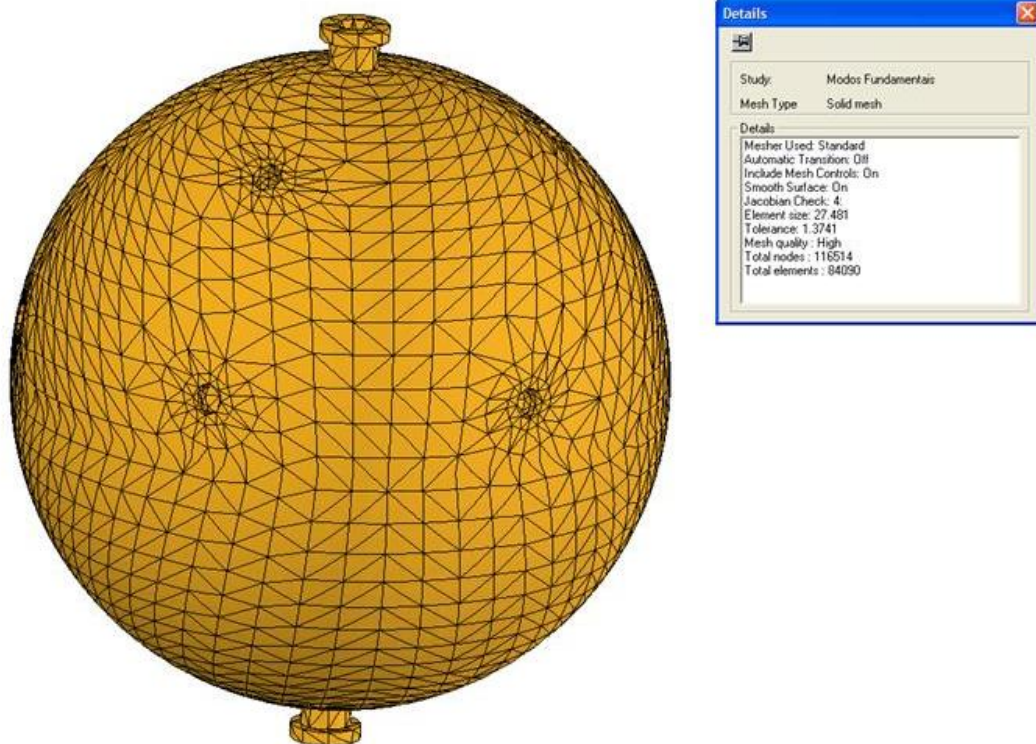 Details
Study: Modos Fundamentais
Mesh Type Solid mesh
Details
Mesher Used: Standard
Automatic Transition: Off
Include Mesh Controls: On
Smooth Surface: On
Jacobian Check: 4:
Element size: 27.481
Tolerance: 1.3741
Mesh quality : High
Total nodes : 116514
Total elements : 84090